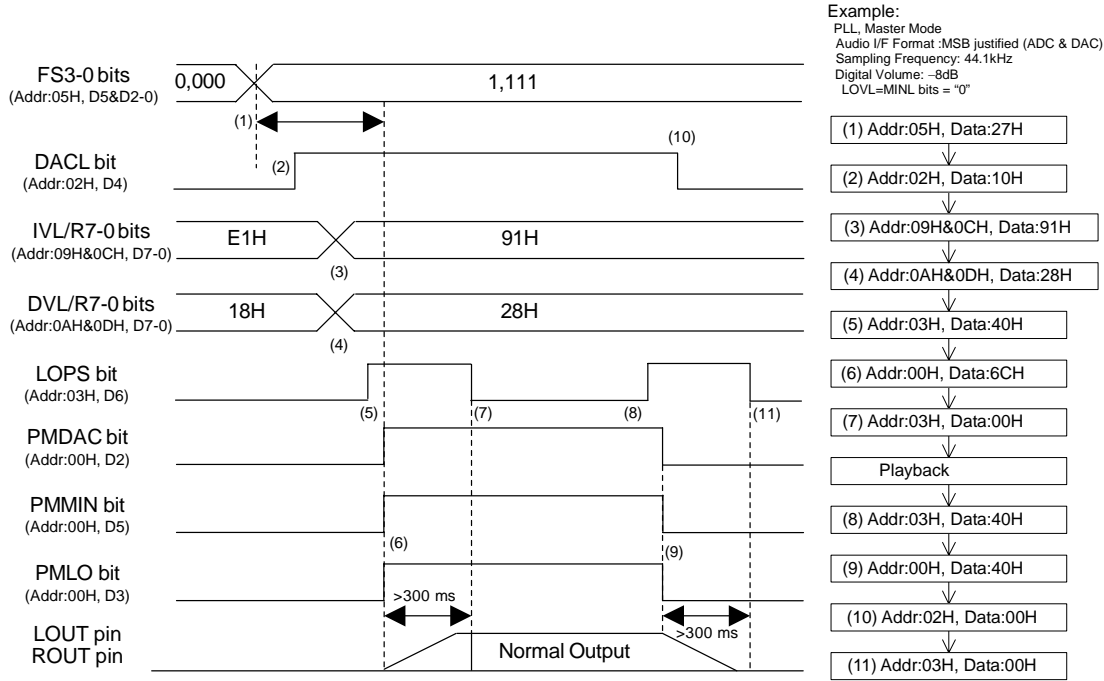 Example:
PLL, Master Mode
Audio I/F Format :MSB justified (ADC & DAC)
Sampling Frequency: 44.1kHz
Digital Volume: −8dB
LOVL=MINL bits = “0”
FS3-0 bits
(Addr:05H, D5&D2-0)
0,000
1,111
(1)
(10)
DACL bit
(Addr:02H, D4)
(2)
IVL/R7-0 bits
(Addr:09H&0CH, D7-0)
E1H
91H
(3)
DVL/R7-0 bits
(Addr:0AH&0DH, D7-0)
18H
28H
(4)
LOPS bit
(Addr:03H, D6)
(5)
(7)
(8)
(11)
PMDAC bit
(Addr:00H, D2)
PMMIN bit
(Addr:00H, D5)
(6)
(9)
PMLO bit
(Addr:00H, D3)
>300 ms
>300 ms
LOUT pin
ROUT pin
Normal Output
(1) Addr:05H, Data:27H
(2) Addr:02H, Data:10H
(3) Addr:09H&0CH, Data:91H
(4) Addr:0AH&0DH, Data:28H
(5) Addr:03H, Data:40H
(6) Addr:00H, Data:6CH
(7) Addr:03H, Data:00H
Playback
(8) Addr:03H, Data:40H
(9) Addr:00H, Data:40H
(10) Addr:02H, Data:00H
(11) Addr:03H, Data:00H